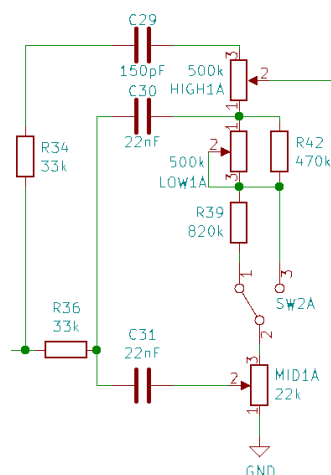 C29
150pF
C30
22nF
3
500k
2
HIGH1A
1
R34
33k
1
2
500k
LOW1A
3
R42
470k
R39
820k
1
3
SW2A
2
R36
33k
C31
22nF
3
2
MID1A
22k
1
GND